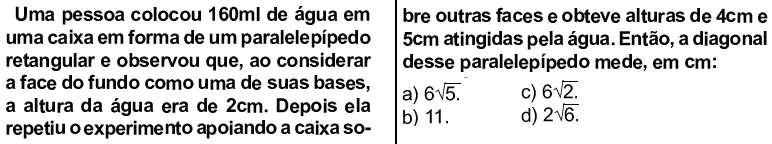 Uma pessoa colocou 160ml de água em
uma caixa em forma de um paralelepípedo
retangular e observou que, ao considerar
a face do fundo como uma de suas bases,
a altura da água era de 2cm. Depois ela
repetiu o experimento apoiando a caixa so-
bre outras faces e obteve alturas de 4cm e
5cm atingidas pela água. Então, a diagonal
desse paralelepípedo mede, em cm:
a) 6√5. c) 6√2.
b) 11. d) 2√6.